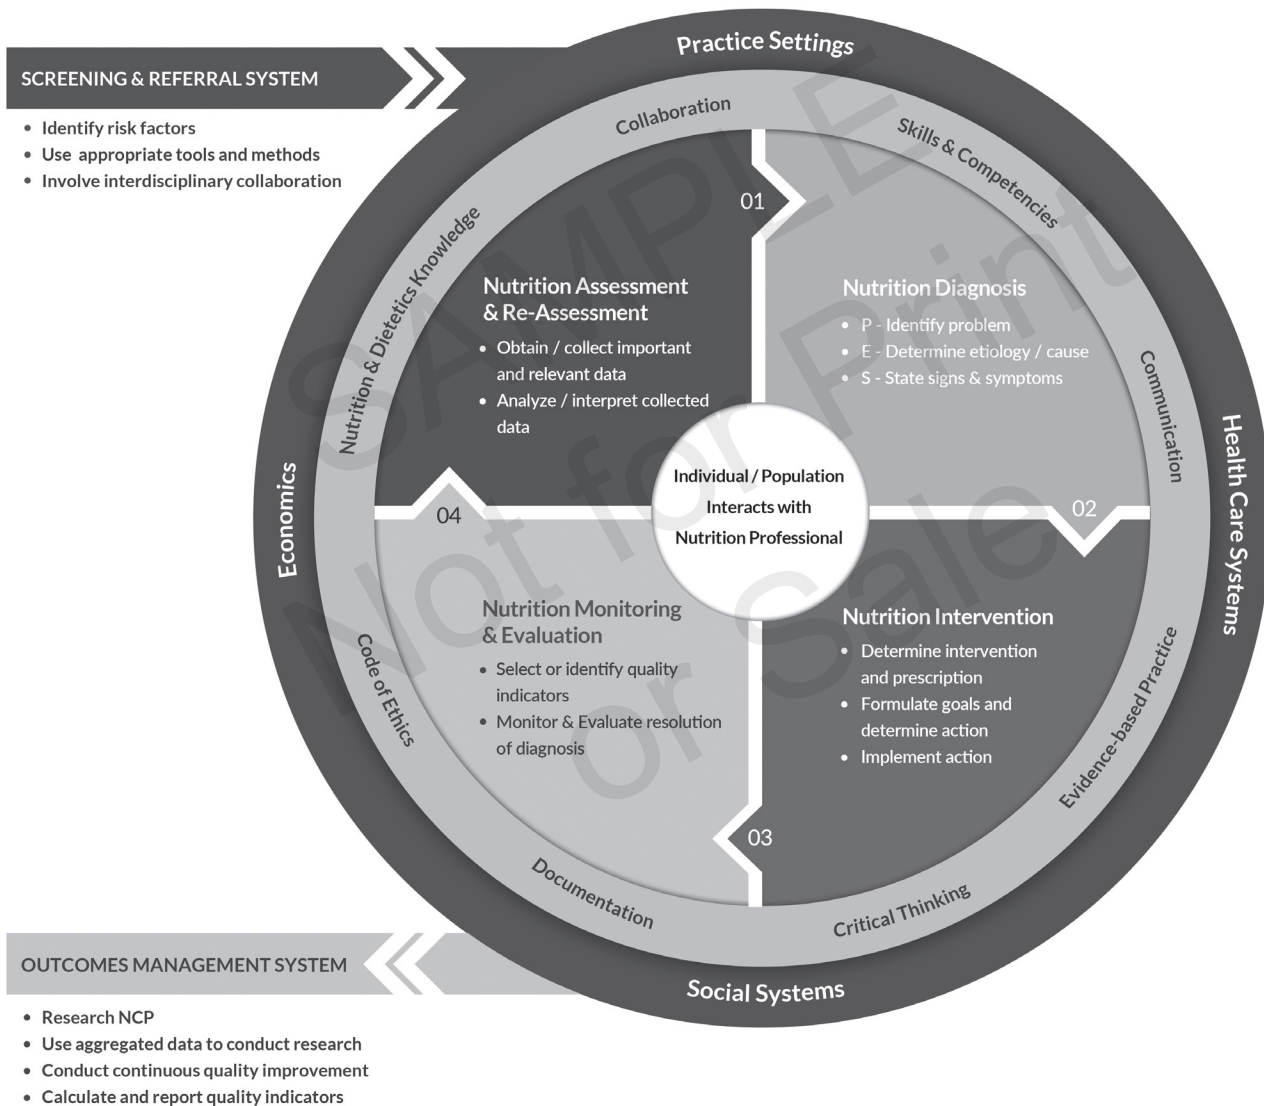 Practice Settings
SCREENING & REFERRAL SYSTEM
• Identify risk factors
• Use appropriate tools and methods
• Involve interdisciplinary collaboration
Collaboration
Skills & Competencies
Nutrition & Dietetics Knowledge
Communication
Economics
Health Care Systems
Code of Ethics
Evidence-based Practice
Documentation
Critical Thinking
Social Systems
01
Nutrition Assessment
& Re-Assessment
• Obtain / collect important
and relevant data
• Analyze / interpret collected
data
Nutrition Diagnosis
• P - Identify problem
• E - Determine etiology / cause
• S - State signs & symptoms
02
Individual / Population
Interacts with
Nutrition Professional
04
Nutrition Monitoring
& Evaluation
• Select or identify quality
indicators
• Monitor & Evaluate resolution
of diagnosis
Nutrition Intervention
• Determine intervention
and prescription
• Formulate goals and
determine action
• Implement action
03
OUTCOMES MANAGEMENT SYSTEM
• Research NCP
• Use aggregated data to conduct research
• Conduct continuous quality improvement
• Calculate and report quality indicators
SAMPLE
Not for Print
or Sale